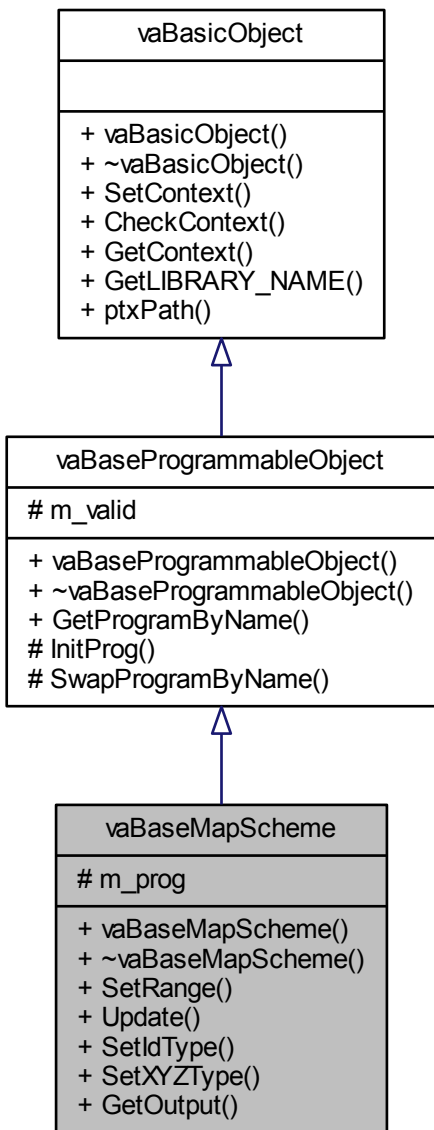 vaBasicObject
+ vaBasicObject()
+ ~vaBasicObject()
+ SetContext()
+ CheckContext()
+ GetContext()
+ GetLIBRARY_NAME()
+ ptxPath()
vaBaseProgrammableObject
# m_valid
+ vaBaseProgrammableObject()
+ ~vaBaseProgrammableObject()
+ GetProgramByName()
# InitProg()
# SwapProgramByName()
vaBaseMapScheme
# m_prog
+ vaBaseMapScheme()
+ ~vaBaseMapScheme()
+ SetRange()
+ Update()
+ SetIdType()
+ SetXYZType()
+ GetOutput()